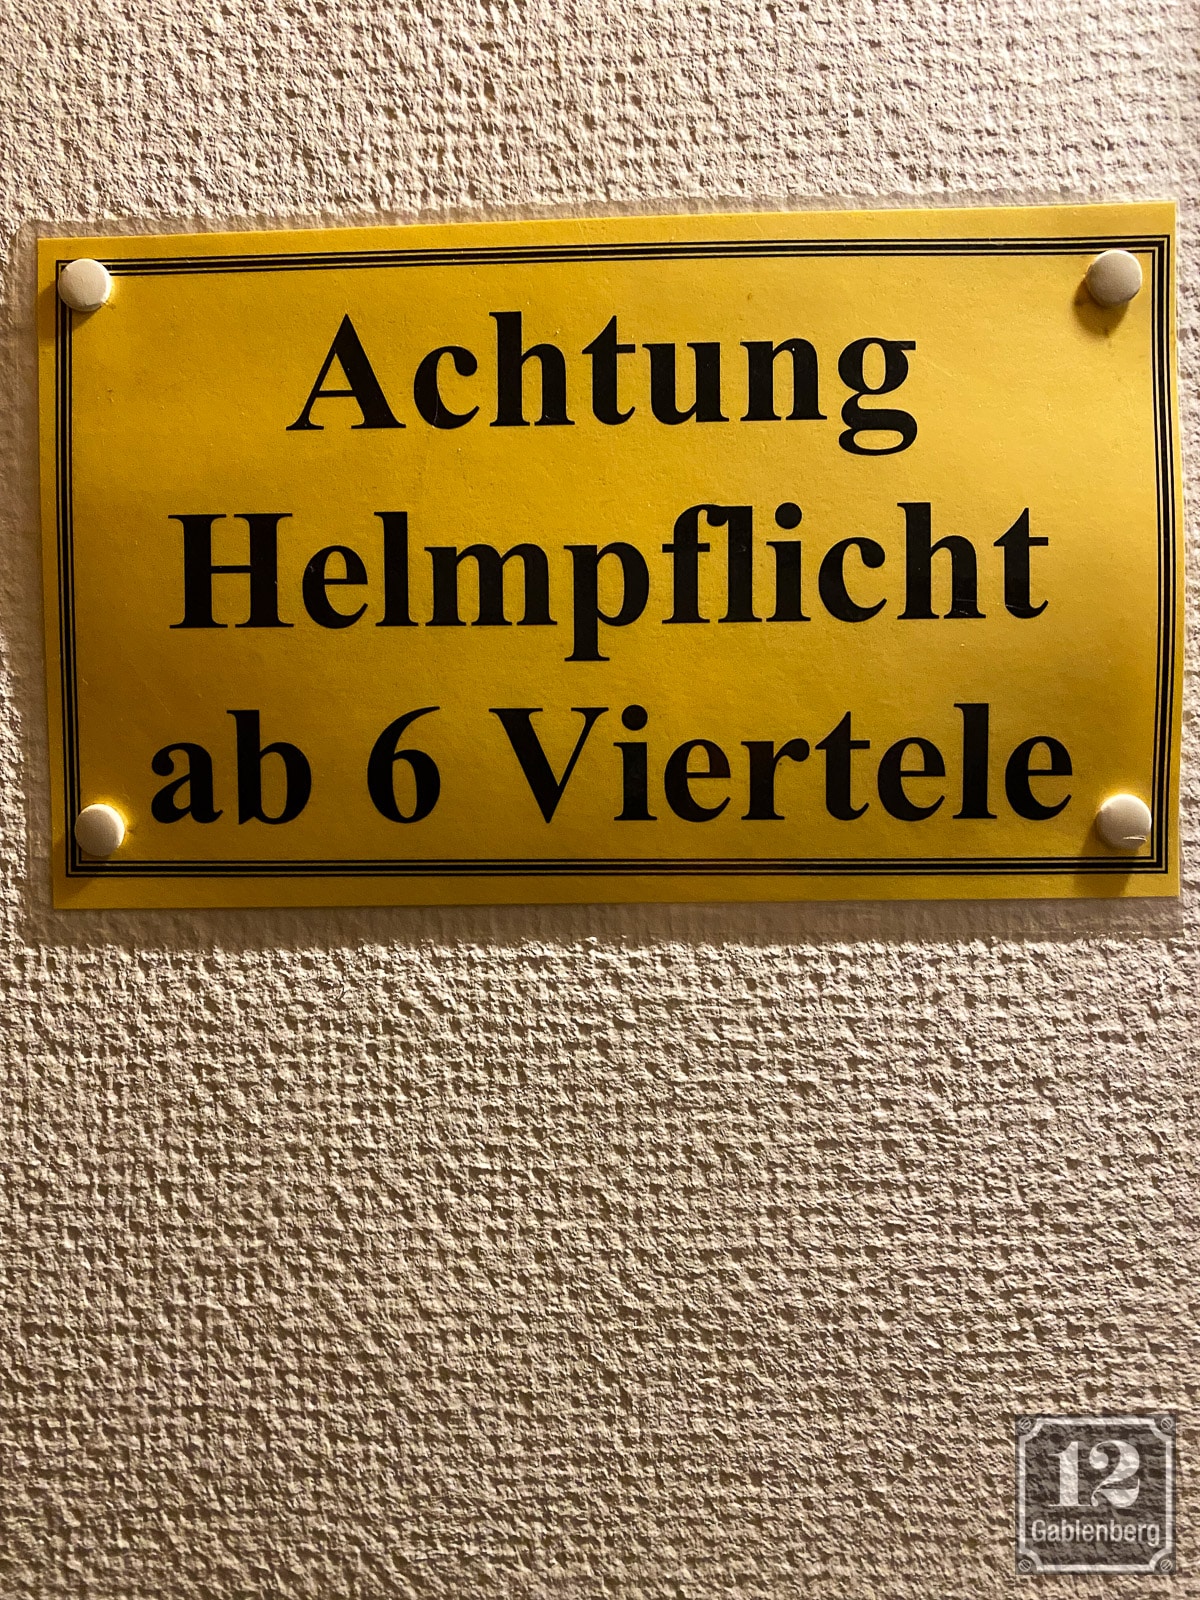 Achtung
Helmpflicht
ab 6 Viertele
12
Gablenberg